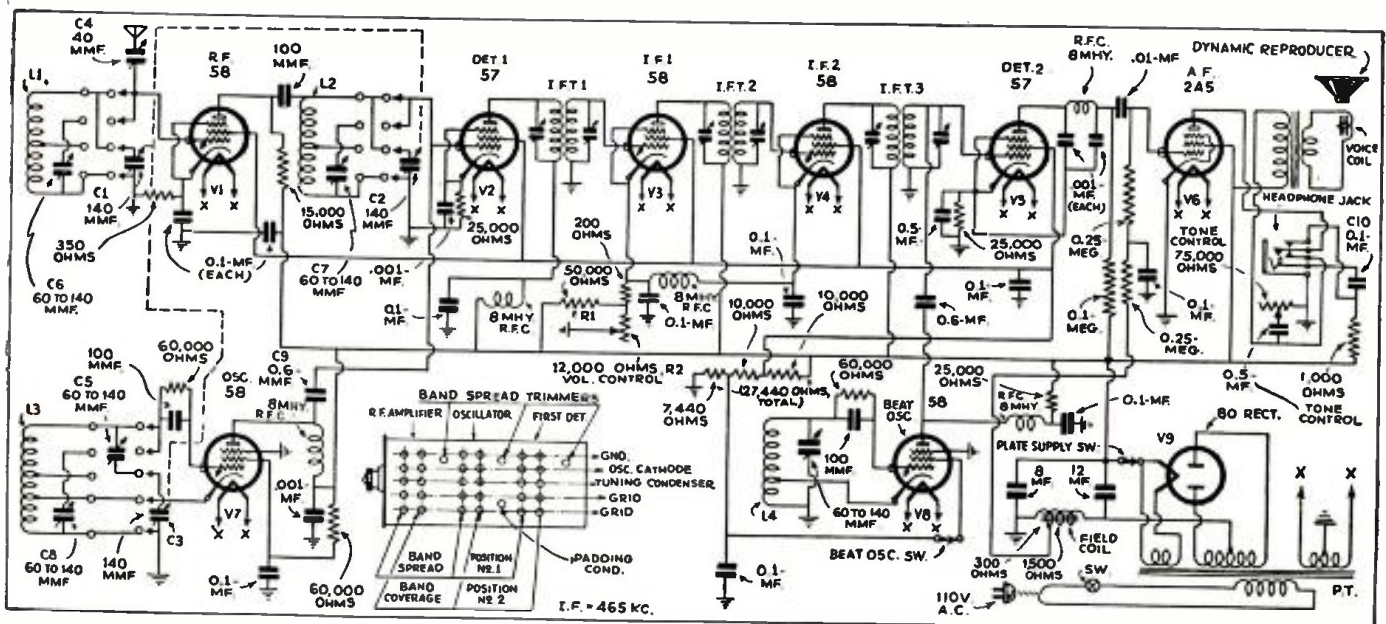 C4
40
MMF.
R.F.
58
100
MMF.
L1
L2
DET.1
57
I.F.T.1
I.F.1
58
I.F.T.2
I.F.2
58
I.F.T.3
DET.2
57
R.F.C.
8MHY.
.01-MF
A.F.
2A5
DYNAMIC REPRODUCER
VOICE
COIL
HEADPHONE JACK
V1
X X
V2
X X
V3
X X
V4
X X
V5
X X
V6
X X
C1
140
MMF.
350
OHMS
C6
60 TO 140
MMF.
0.1-MF
(EACH)
15,000
OHMS
C7
60 TO 140
MMF
C2
140
MMF.
.001-
MF.
25,000
OHMS
200
OHMS
50,000
OHMS
R1
8 MHY
R.F.C
0.1-MF.
0.1-
MF.
0.1
MF.
8 MHY
R.F.C
0.5-
MF.
25,000
OHMS
.001-
MF.
(EACH)
0.25
MEG
0.1-
MEG.
0.25-
MEG.
0.1-
MF.
TONE
CONTROL
75,000
OHMS
C10
0.1-
MF.
0.1-
MF.
0.6-MF.
10,000
OHMS
10,000
OHMS
12,000 OHMS, R2
VOL. CONTROL
7,440
OHMS
(27,440 OHMS,
TOTAL)
60,000
OHMS
BEAT
OSC.
58
25,000
OHMS
R.F.C
8MHY
0.1-MF.
0.5-
MF.
1,000
OHMS
TONE
CONTROL
PLATE SUPPLY SW.
80 RECT.
V9
100
MMF
C5
60 TO 140
MMF.
60,000
OHMS
OSC.
58
C9
0.6-
MMF
8 MHY.
R.F.C.
L3
C8
60 TO 140
MMF
140
MMF
C3
V7
X X
.001-
MF.
0.1-
MF.
60,000
OHMS
BAND SPREAD TRIMMERS
R.F. AMPLIFIER
OSCILLATOR
FIRST DET.
GND.
OSC. CATHODE
TUNING CONDENSER
GRID
GRID
BAND
SPREAD
BAND
COVERAGE
POSITION
Nº.1
POSITION
Nº 2
PADDING
COND.
I.F. = 465 KC.
L4
100
MMF
60 TO 140
MMF
V8
X X
BEAT OSC. SW.
0.1-
MF.
8
MF.
12
MF.
300
OHMS
1500
OHMS
FIELD
COIL
SW.
110V
A.C.
X X
P.T.